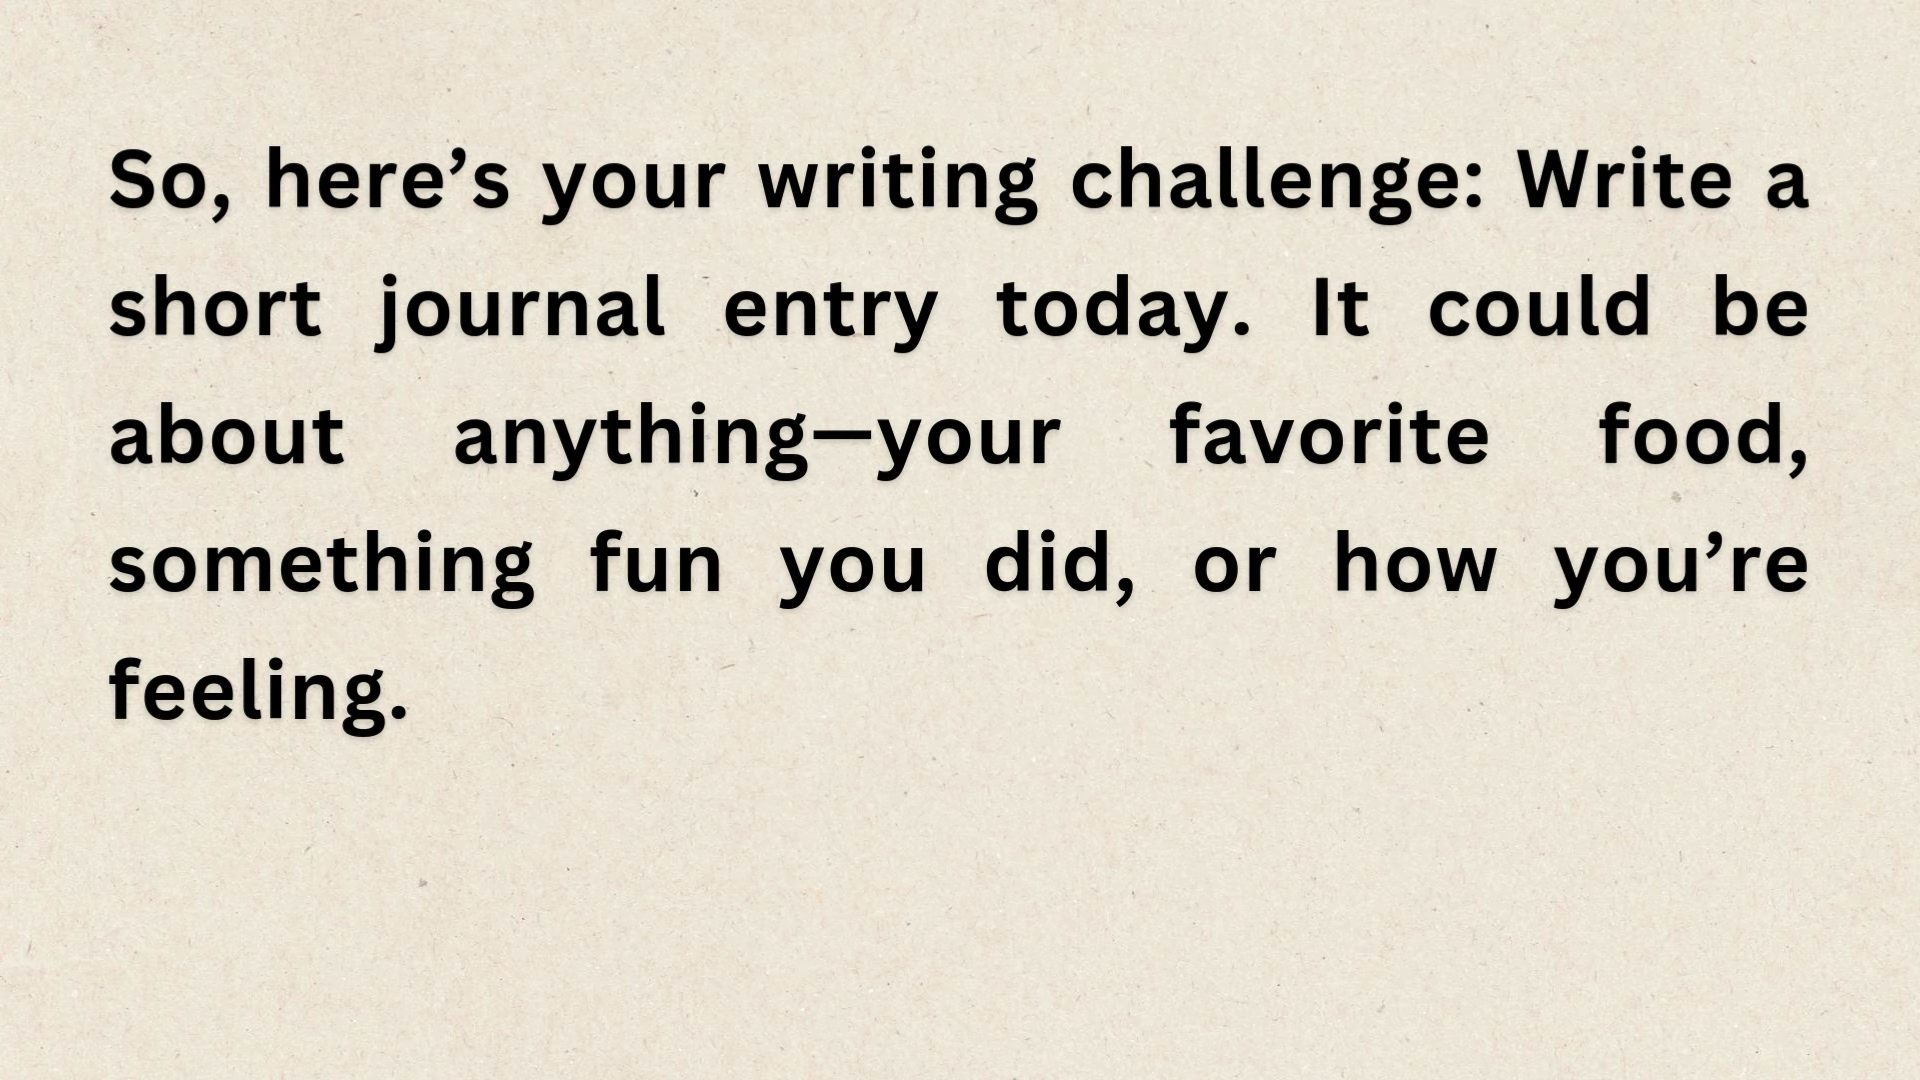 So, here’s your writing challenge: Write a
short journal entry today. It could be
about anything—your favorite food,
something fun you did, or how you’re
feeling.